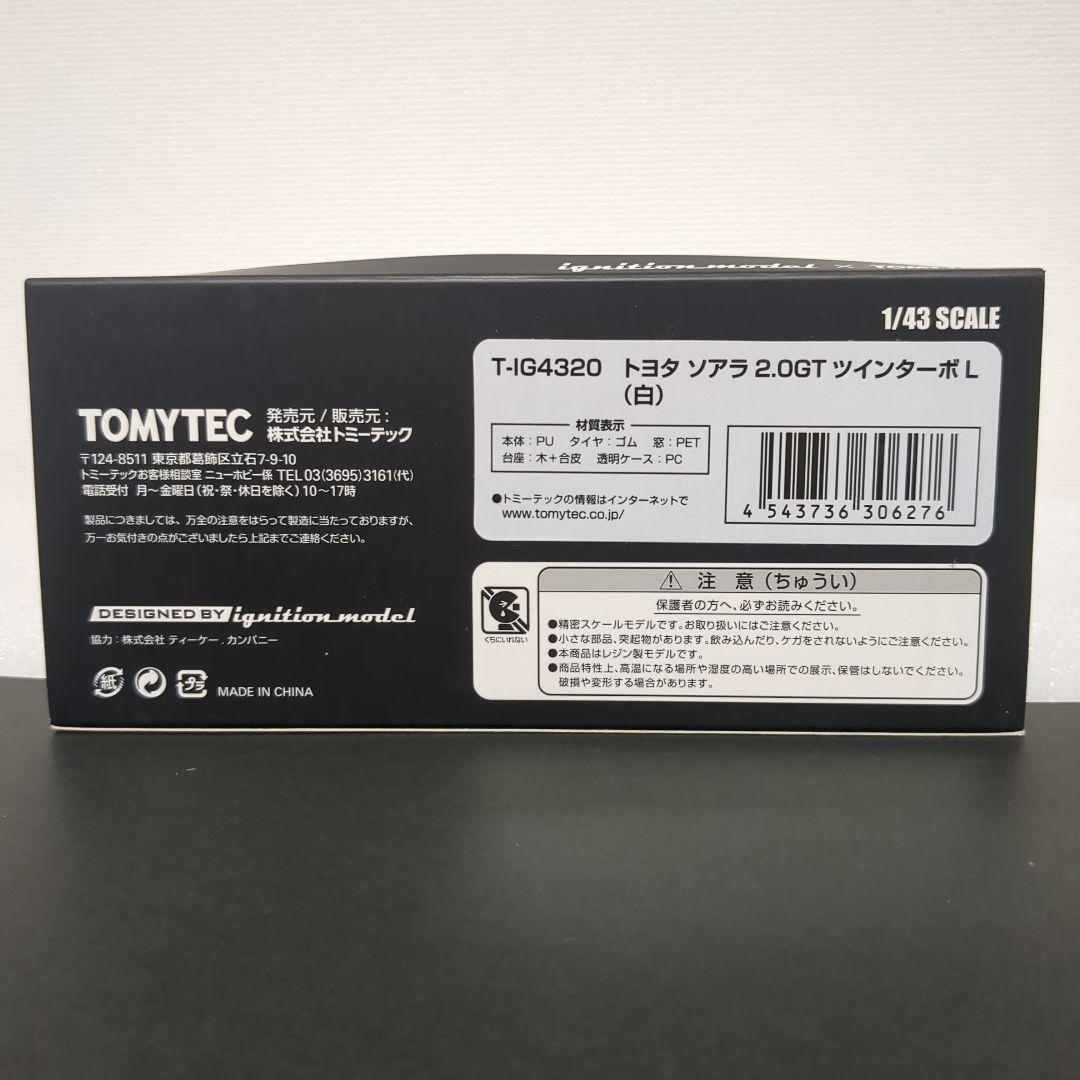 ignition model × TOMYTEC
1/43 SCALE
TOMYTEC 発売元 / 販売元 :
株式会社トミーテック
〒124-8511 東京都葛飾区立石7-9-10
トミーテックお客様相談室 ニューホビー係 TEL 03(3695)3161(代)
電話受付 月〜金曜日(祝・祭・休日を除く)10〜17時
製品につきましては、万全の注意をはらって製造に当たっておりますが、
万一お気付きの点がございましたら上記までご連絡ください。
DESIGNED BY ignition model
協力 : 株式会社 ティーケー . カンパニー
紙
プラ
MADE IN CHINA
T-IG4320 トヨタ ソアラ 2.0GT ツインターボ L
(白)
材質表示
本体 : PU タイヤ : ゴム 窓 : PET
台座 : 木+合皮 透明ケース : PC
●トミーテックの情報はインターネットで
www.tomytec.co.jp/
4 543736 306276
⚠ 注 意 (ちゅうい)
保護者の方へ、必ずお読みください。
くちにいれない
●精密スケールモデルです。お取り扱いにはご注意ください。
●小さな部品、突起物があります。飲み込んだり、ケガをされないようにご注意ください。
●本商品はレジン製モデルです。
●商品特性上、高温になる場所や湿度の高い場所での展示、保管はしないでください。
破損や変形する場合があります。